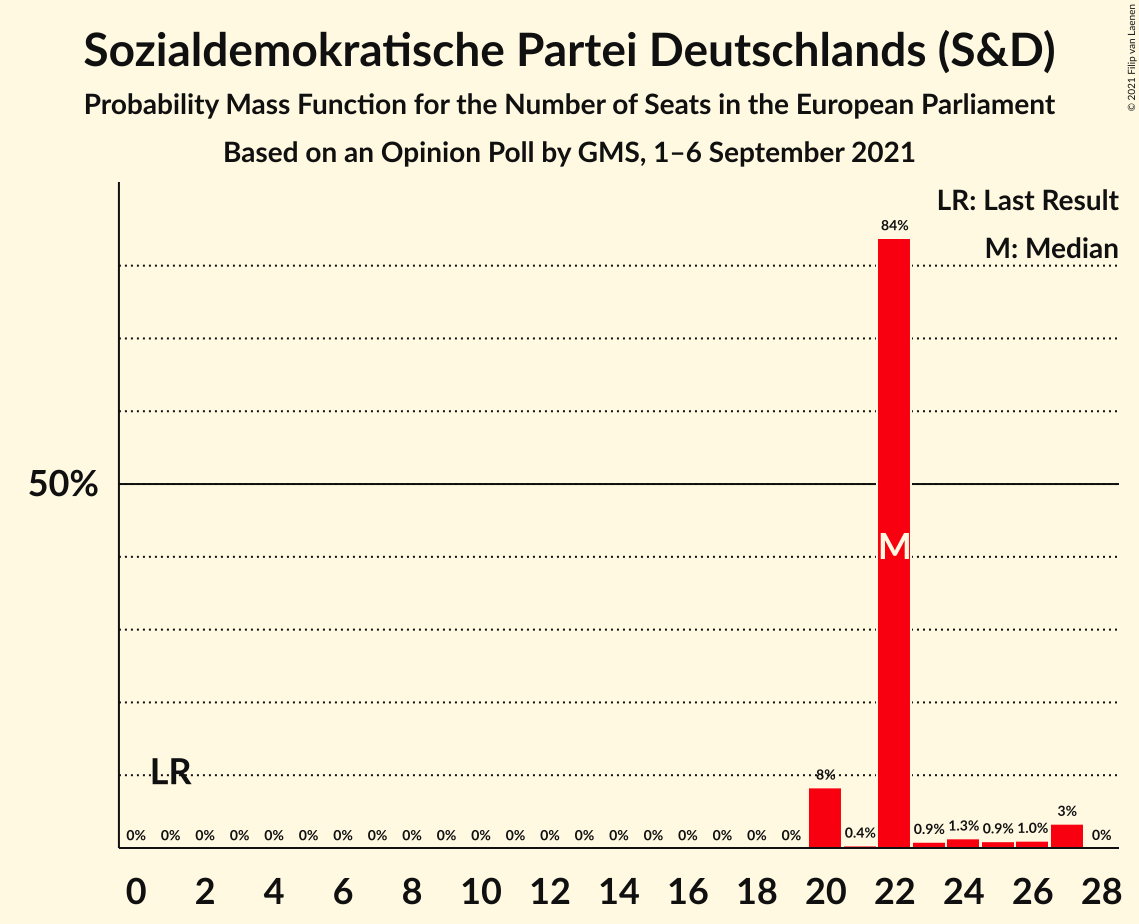 Sozialdemokratische Partei Deutschlands (S&D)
Probability Mass Function for the Number of Seats in the European Parliament
Based on an Opinion Poll by GMS, 1–6 September 2021
© 2021 Filip van Laenen
LR: Last Result
M: Median
84%
50%
M
LR
8%
3%
0% 0% 0% 0% 0% 0% 0% 0% 0% 0% 0% 0% 0% 0% 0% 0% 0% 0% 0% 0% 0.4% 0.9% 1.3% 0.9% 1.0% 0%
0 2 4 6 8 10 12 14 16 18 20 22 24 26 28